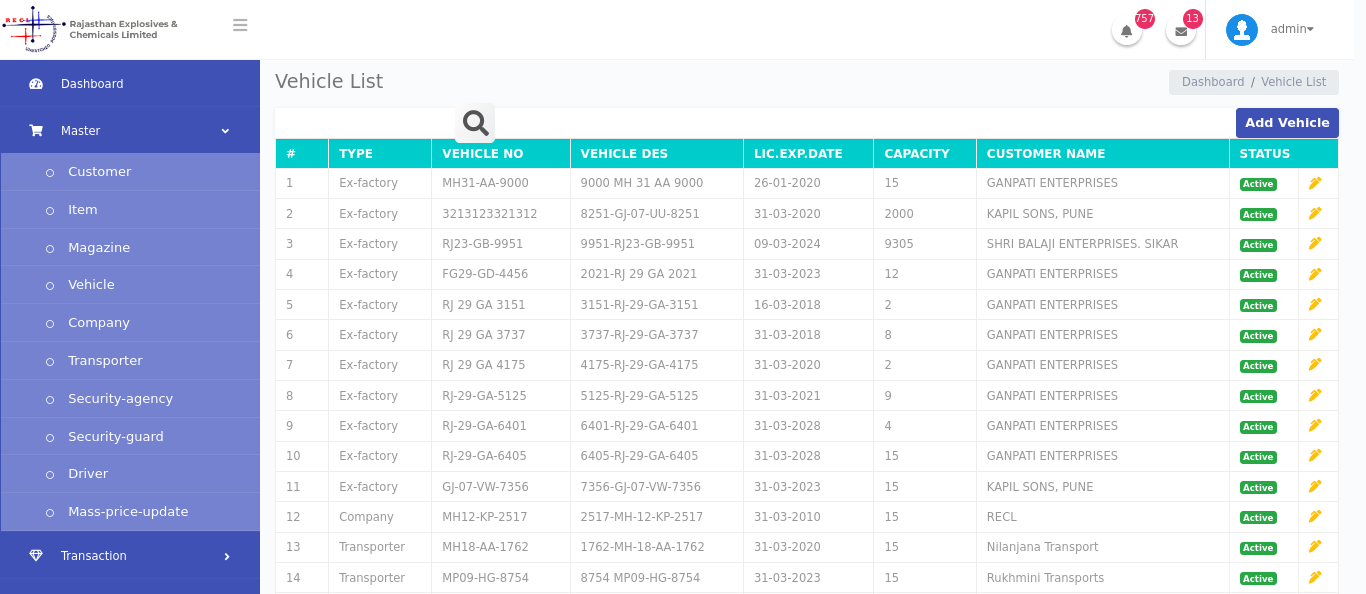 RECL
Rajasthan Explosives &
Chemicals Limited
757
13
admin
Dashboard
Master
Customer
Item
Magazine
Vehicle
Company
Transporter
Security-agency
Security-guard
Driver
Mass-price-update
Transaction
Vehicle List
Dashboard / Vehicle List
Add Vehicle
# TYPE VEHICLE NO VEHICLE DES LIC.EXP.DATE CAPACITY CUSTOMER NAME STATUS
1 Ex-factory MH31-AA-9000 9000 MH 31 AA 9000 26-01-2020 15 GANPATI ENTERPRISES Active
2 Ex-factory 3213123321312 8251-GJ-07-UU-8251 31-03-2020 2000 KAPIL SONS, PUNE Active
3 Ex-factory RJ23-GB-9951 9951-RJ23-GB-9951 09-03-2024 9305 SHRI BALAJI ENTERPRISES. SIKAR Active
4 Ex-factory FG29-GD-4456 2021-RJ 29 GA 2021 31-03-2023 12 GANPATI ENTERPRISES Active
5 Ex-factory RJ 29 GA 3151 3151-RJ-29-GA-3151 16-03-2018 2 GANPATI ENTERPRISES Active
6 Ex-factory RJ 29 GA 3737 3737-RJ-29-GA-3737 31-03-2018 8 GANPATI ENTERPRISES Active
7 Ex-factory RJ 29 GA 4175 4175-RJ-29-GA-4175 31-03-2020 2 GANPATI ENTERPRISES Active
8 Ex-factory RJ-29-GA-5125 5125-RJ-29-GA-5125 31-03-2021 9 GANPATI ENTERPRISES Active
9 Ex-factory RJ-29-GA-6401 6401-RJ-29-GA-6401 31-03-2028 4 GANPATI ENTERPRISES Active
10 Ex-factory RJ-29-GA-6405 6405-RJ-29-GA-6405 31-03-2028 15 GANPATI ENTERPRISES Active
11 Ex-factory GJ-07-VW-7356 7356-GJ-07-VW-7356 31-03-2023 15 KAPIL SONS, PUNE Active
12 Company MH12-KP-2517 2517-MH-12-KP-2517 31-03-2010 15 RECL Active
13 Transporter MH18-AA-1762 1762-MH-18-AA-1762 31-03-2020 15 Nilanjana Transport Active
14 Transporter MP09-HG-8754 8754 MP09-HG-8754 31-03-2023 15 Rukhmini Transports Active